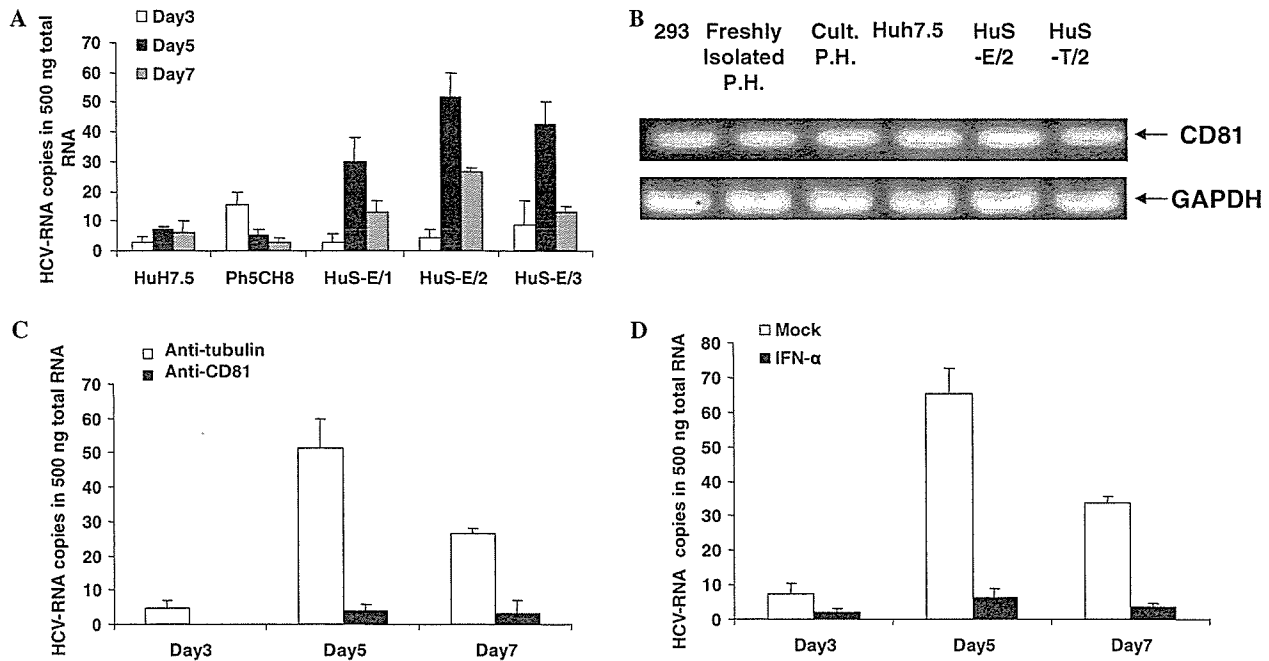 A
Day3
Day5
Day7
HCV-RNA copies in 500 ng total
RNA
70
60
50
40
30
20
10
0
HuH7.5 Ph5CH8 HuS-E/1 HuS-E/2 HuS-E/3
B
293 Freshly Isolated P.H. Cult. P.H. Huh7.5 HuS -E/2 HuS -T/2
CD81
GAPDH
C
Anti-tubulin
Anti-CD81
HCV-RNA copies in 500 ng total RNA
70
60
50
40
30
20
10
0
Day3 Day5 Day7
D
Mock
IFN-α
HCV-RNA copies in 500 ng total RNA
80
70
60
50
40
30
20
10
0
Day3 Day5 Day7